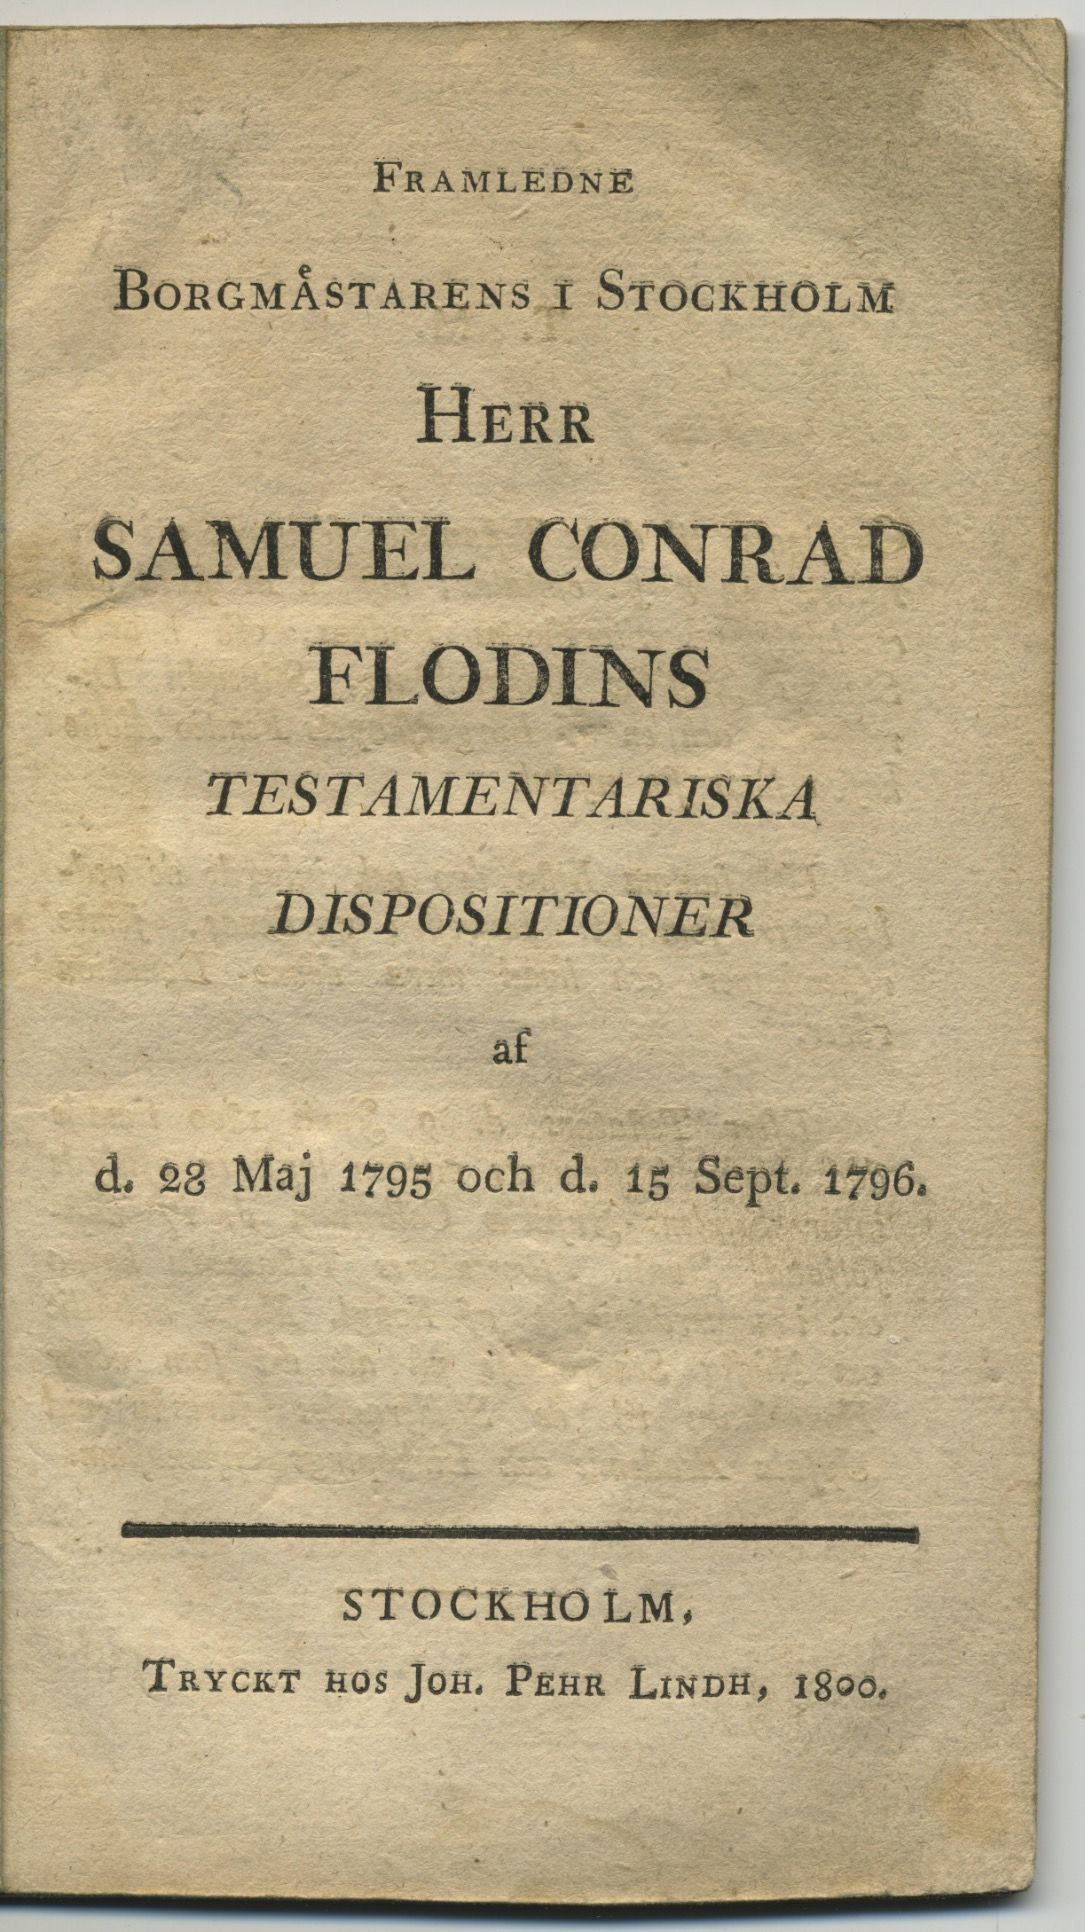 FRAMLEDNE
BORGMÅSTARENS I STOCKHOLM
HERR
SAMUEL CONRAD
FLODINS
TESTAMENTARISKA
DISPOSITIONER
af
d. 28 Maj 1795 och d. 15 Sept. 1796.
STOCKHOLM,
TRYCKT HOS JOH. PEHR LINDH, 1800.